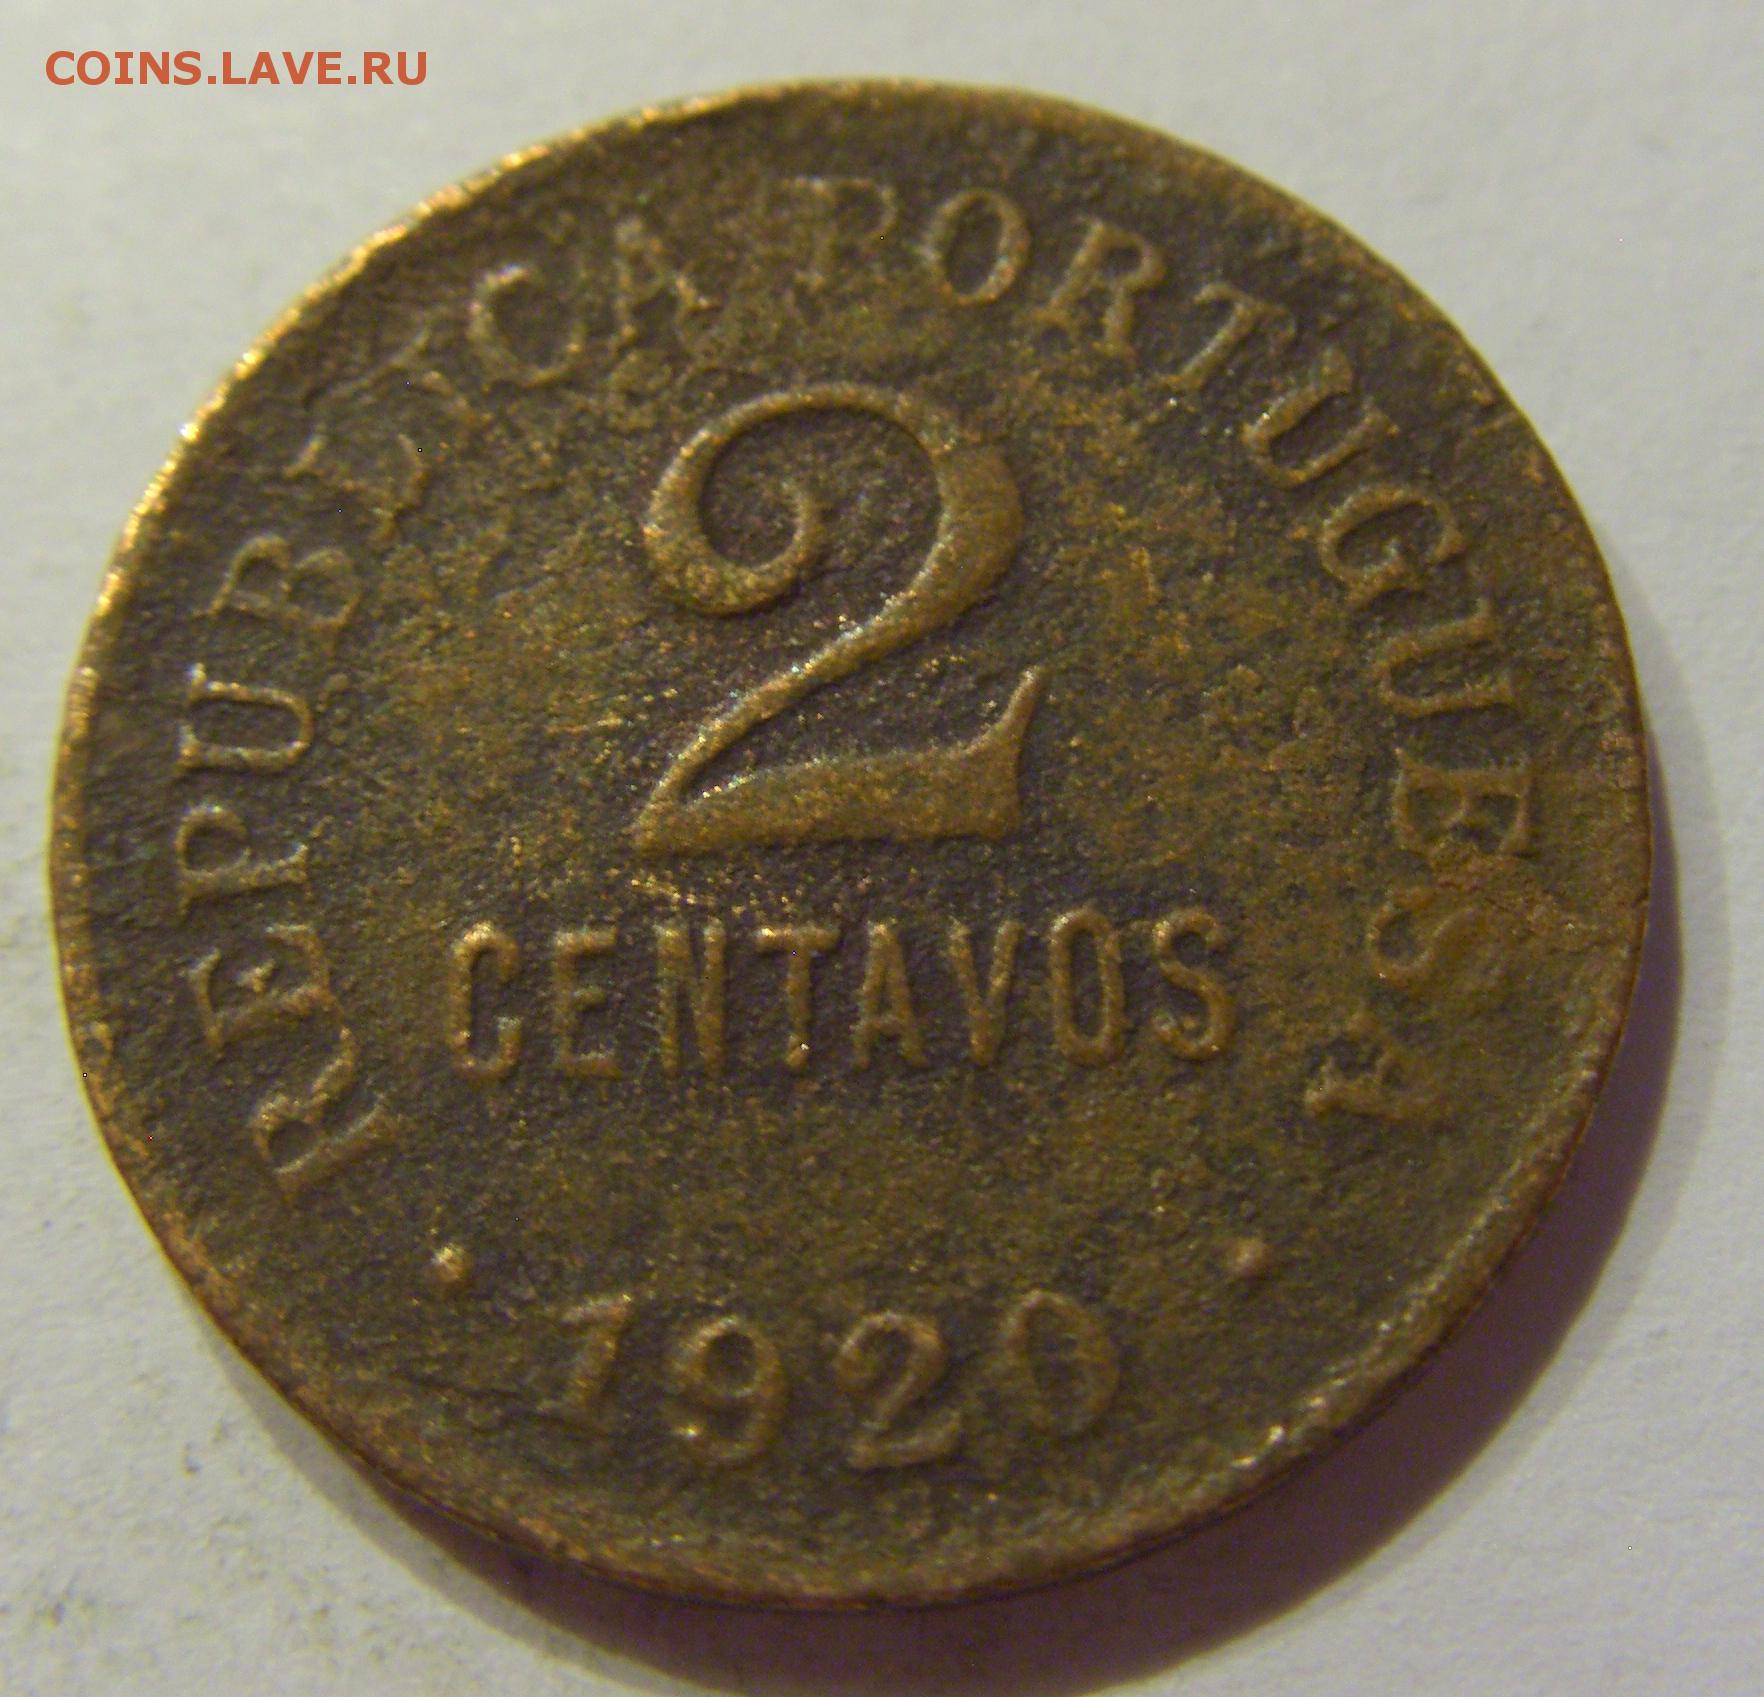 COINS.LAVE.RU
REPUBLICA PORTUGUESA
2
CENTAVOS
· 1920 ·